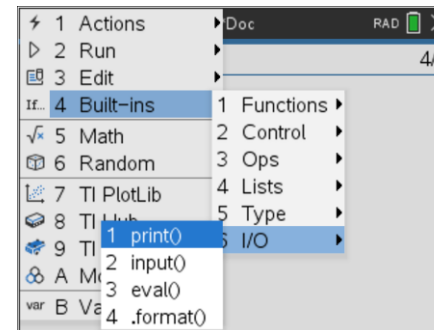 1 Actions
Doc
RAD
2 Run
4/
3 Edit
If... 4 Built-ins
1 Functions
√x 5 Math
2 Control
6 Random
3 Ops
7 TI PlotLib
4 Lists
8 TI Hub
5 Type
9 TI
6 I/O
1 print()
A
2 input()
var B
3 eval()
4 .format()